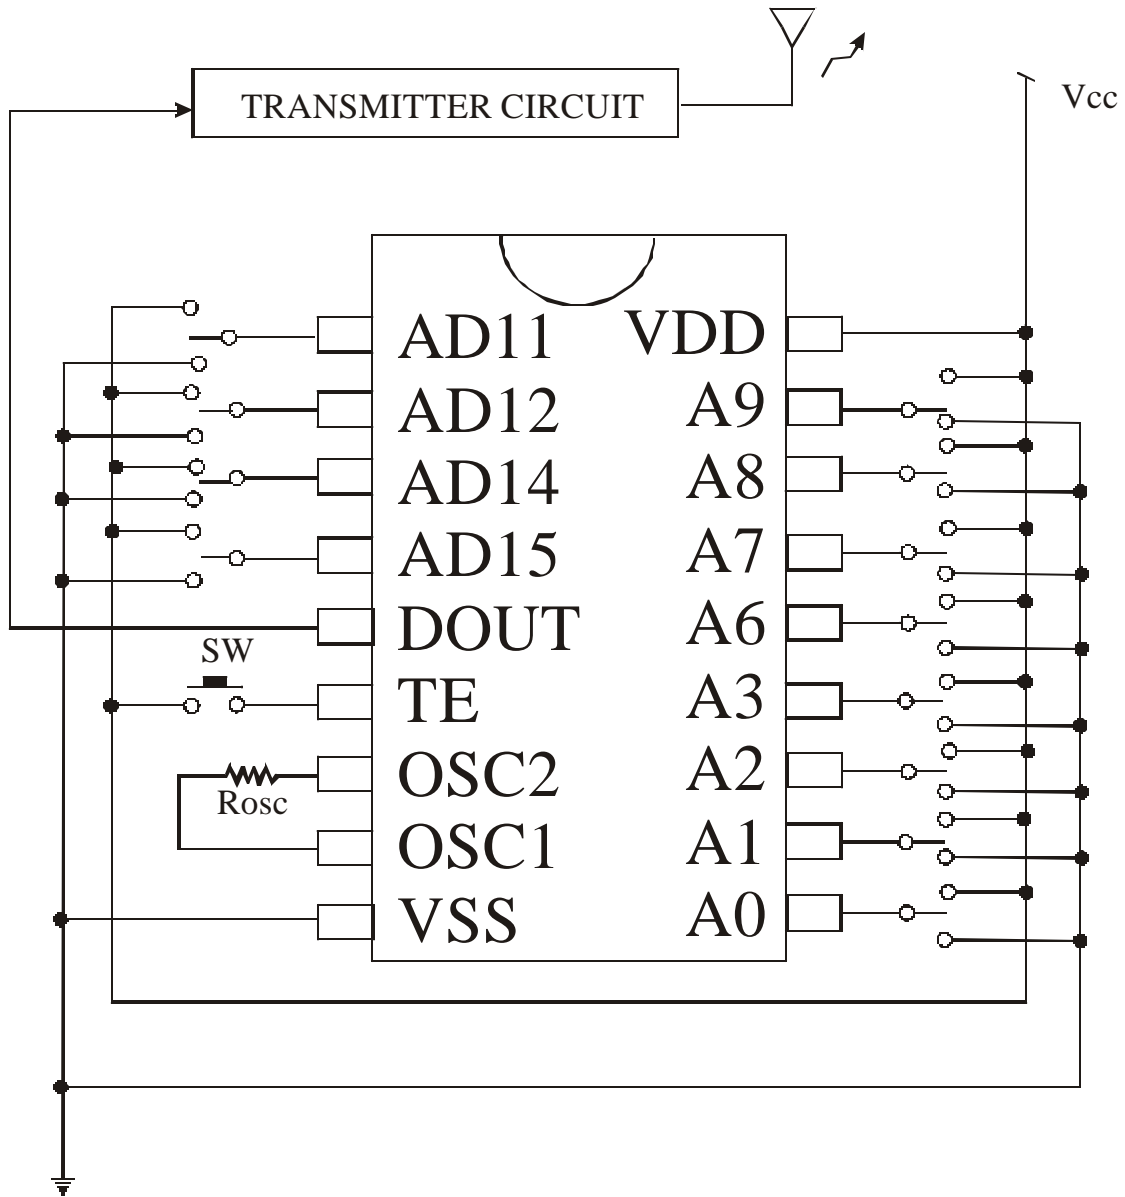 TRANSMITTER CIRCUIT
Vcc
AD11 VDD
AD12 A9
AD14 A8
AD15 A7
DOUT A6
SW
TE A3
OSC2 A2
Rosc
OSC1 A1
VSS A0